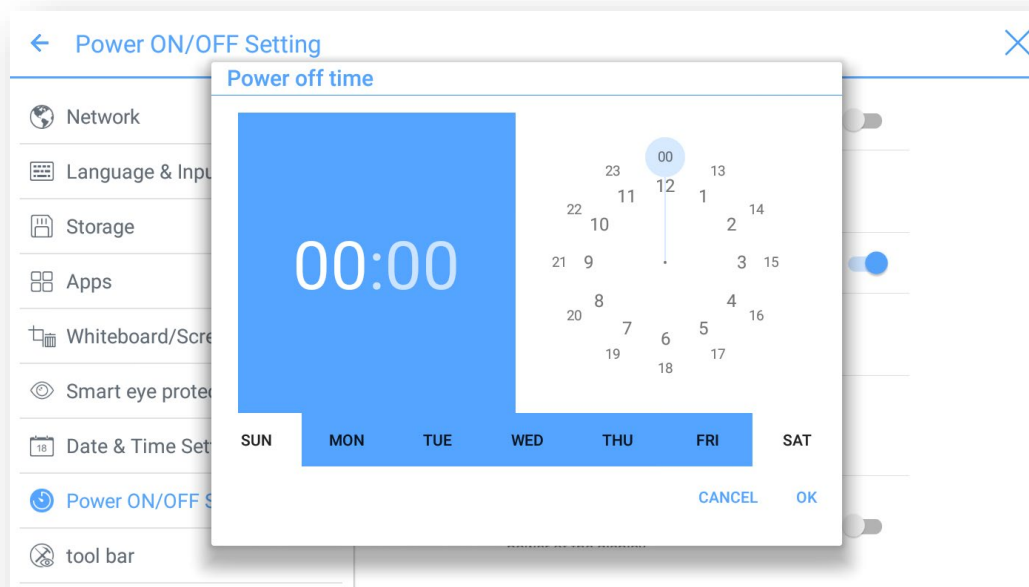 Power ON/OFF Setting
Power off time
Network
Language & Inpu
Storage
Apps
Whiteboard/Scre
Smart eye protec
18
Date & Time Set
Power ON/OFF S
tool bar
00:00
00
23
13
12
11
1
22
14
10
2
21
9
3
15
8
4
20
16
7
5
6
19
17
18
SUN MON TUE WED THU FRI SAT
CANCEL OK